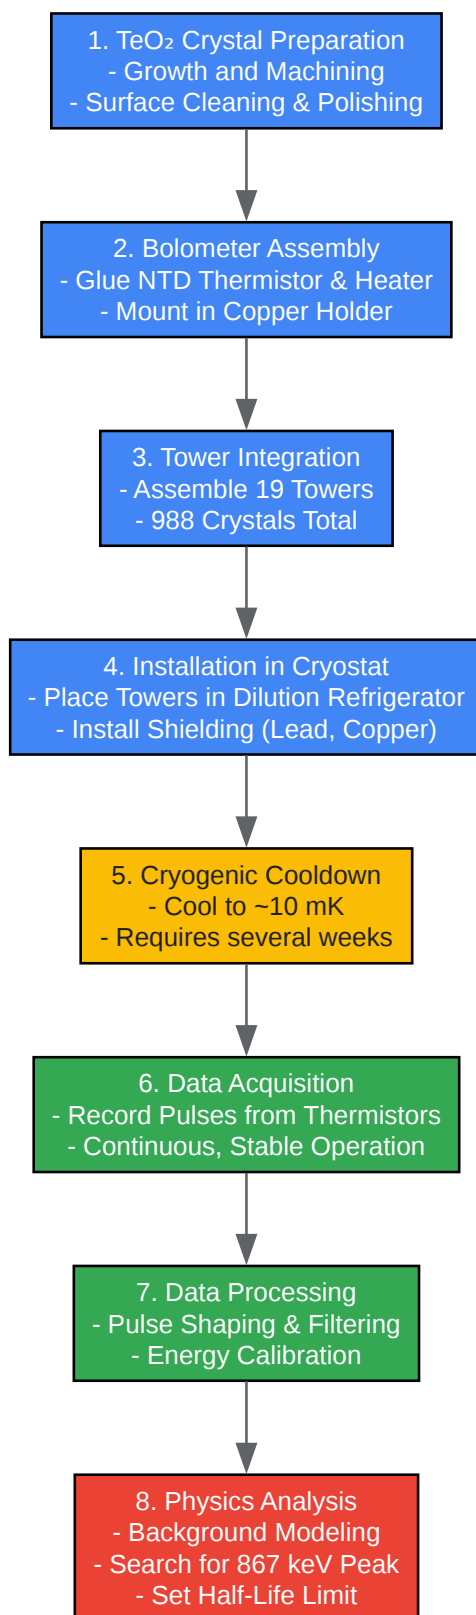 1. TeO₂ Crystal Preparation
- Growth and Machining
- Surface Cleaning & Polishing
2. Bolometer Assembly
- Glue NTD Thermistor & Heater
- Mount in Copper Holder
3. Tower Integration
- Assemble 19 Towers
- 988 Crystals Total
4. Installation in Cryostat
- Place Towers in Dilution Refrigerator
- Install Shielding (Lead, Copper)
5. Cryogenic Cooldown
- Cool to ~10 mK
- Requires several weeks
6. Data Acquisition
- Record Pulses from Thermistors
- Continuous, Stable Operation
7. Data Processing
- Pulse Shaping & Filtering
- Energy Calibration
8. Physics Analysis
- Background Modeling
- Search for 867 keV Peak
- Set Half-Life Limit